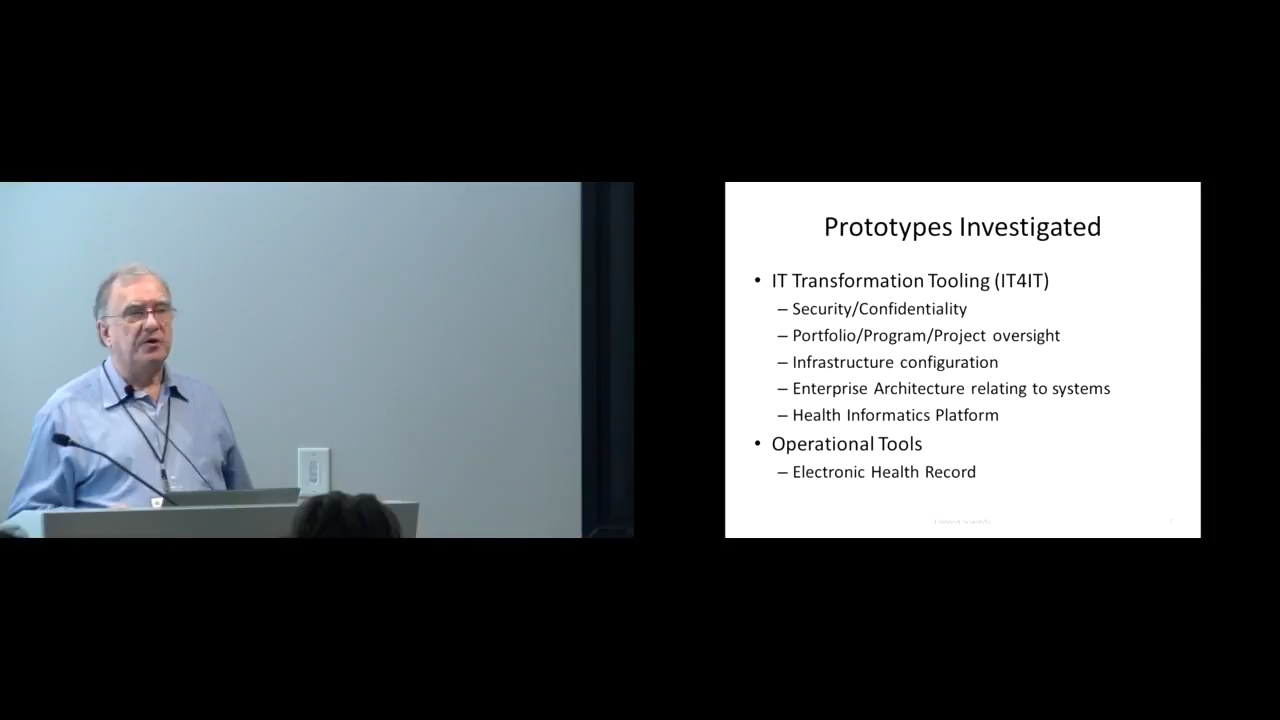 Prototypes Investigated
• IT Transformation Tooling (IT4IT)
– Security/Confidentiality
– Portfolio/Program/Project oversight
– Infrastructure configuration
– Enterprise Architecture relating to systems
– Health Informatics Platform
• Operational Tools
– Electronic Health Record